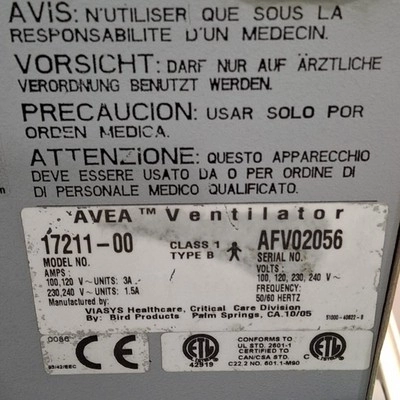 AVIS: N'UTILISER QUE SOUS LA
RESPONSABILITE D'UN MEDECIN.
VORSICHT: DARF NUR AUF ÄRZTLICHE
VERORDNUNG BENUTZT WERDEN.
PRECAUCION: USAR SOLO POR
ORDEN MEDICA.
ATTENZIONE: QUESTO APPARECCHIO
DEVE ESSERE USATO DA O PER ORDINE DI
DI PERSONALE MEDICO QUALIFICATO.
AVEA™ Ventilator
17211-00 CLASS 1 AFV02056
MODEL NO. TYPE B SERIAL NO.
AMPS: VOLTS:
100,120 V~ UNITS: 3A 100, 120, 230, 240 V~
230,240 V~ UNITS: 1.5A FREQUENCY:
Manufactured by: 50/60 HERTZ
VIASYS Healthcare, Critical Care Division
By: Bird Products Palm Springs, CA. 10/05
0086
CE
93/42/EEC
ETL
42919
CONFORMS TO
UL STD. 2601-1
CERTIFIED TO
CAN/CSA STD.
C22.2 NO. 601.1-M90
C
ETL